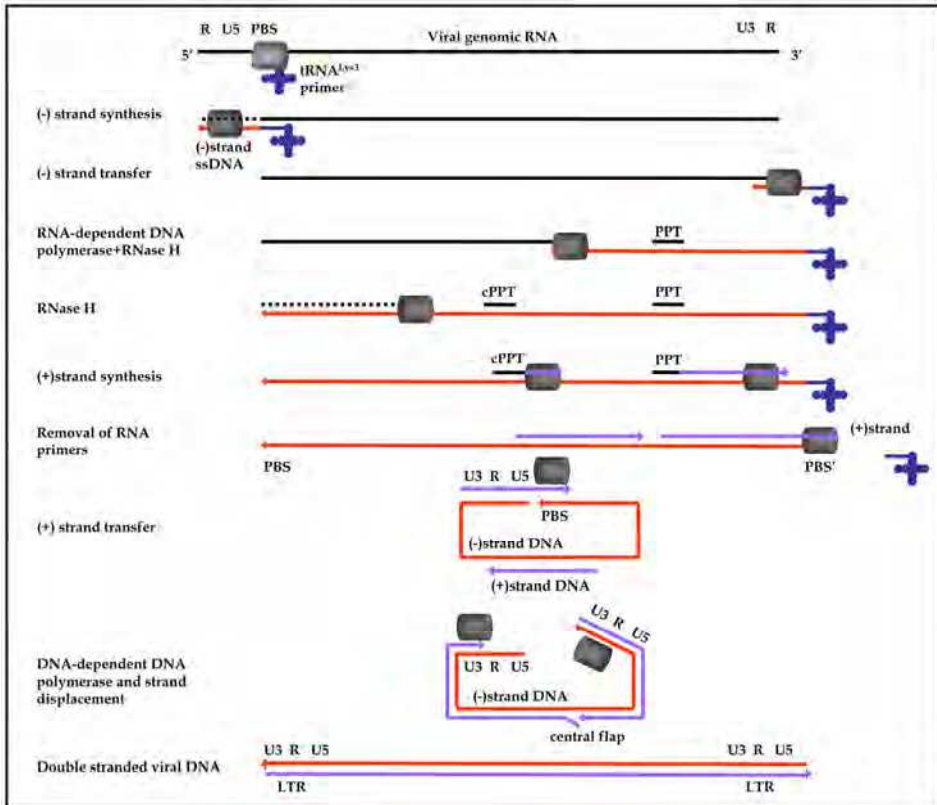 R U5 PBS
Viral genomic RNA
U3 R
5'
3'
tRNALys3
primer
(-) strand synthesis
(-)strand
ssDNA
(-) strand transfer
RNA-dependent DNA
polymerase+RNase H
PPT
RNase H
cPPT
PPT
(+)strand synthesis
cPPT
PPT
Removal of RNA
primers
(+)strand
PBS
PBS'
U3 R U5
(+) strand transfer
PBS
(-)strand DNA
(+)strand DNA
U3 R U5
DNA-dependent DNA
polymerase and strand
displacement
U3 R U5
(-)strand DNA
central flap
Double stranded viral DNA
U3 R U5
U3 R U5
LTR
LTR